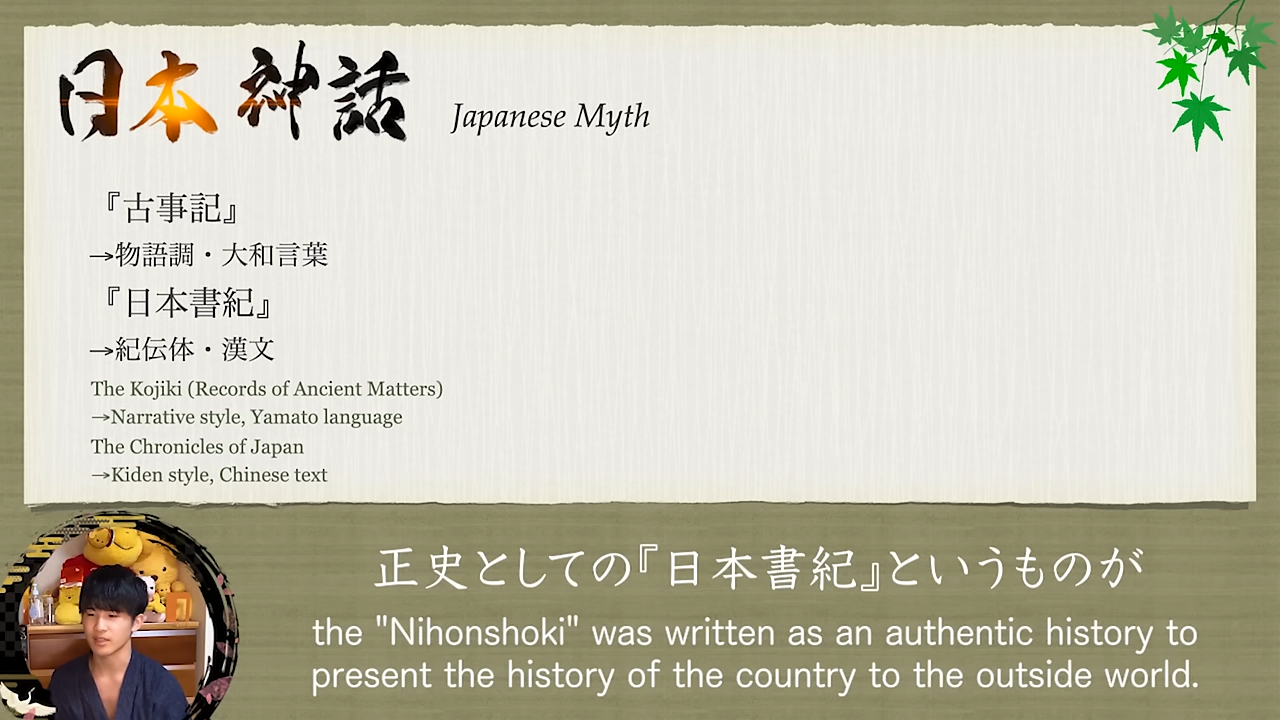 日本神話
Japanese Myth
『古事記』
→物語調・大和言葉
『日本書紀』
→紀伝体・漢文
The Kojiki (Records of Ancient Matters)
→Narrative style, Yamato language
The Chronicles of Japan
→Kiden style, Chinese text
正史としての『日本書紀』というものが
the "Nihonshoki" was written as an authentic history to
present the history of the country to the outside world.